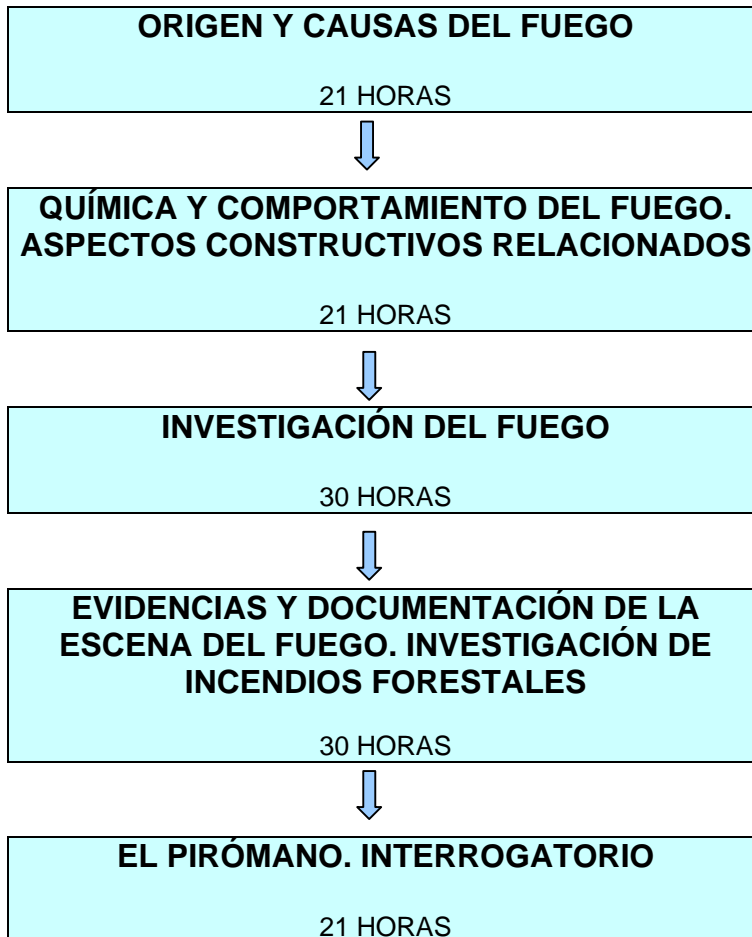 ORIGEN Y CAUSAS DEL FUEGO
21 HORAS
QUÍMICA Y COMPORTAMIENTO DEL FUEGO.
ASPECTOS CONSTRUCTIVOS RELACIONADOS
21 HORAS
INVESTIGACIÓN DEL FUEGO
30 HORAS
EVIDENCIAS Y DOCUMENTACIÓN DE LA
ESCENA DEL FUEGO. INVESTIGACIÓN DE
INCENDIOS FORESTALES
30 HORAS
EL PIRÓMANO. INTERROGATORIO
21 HORAS